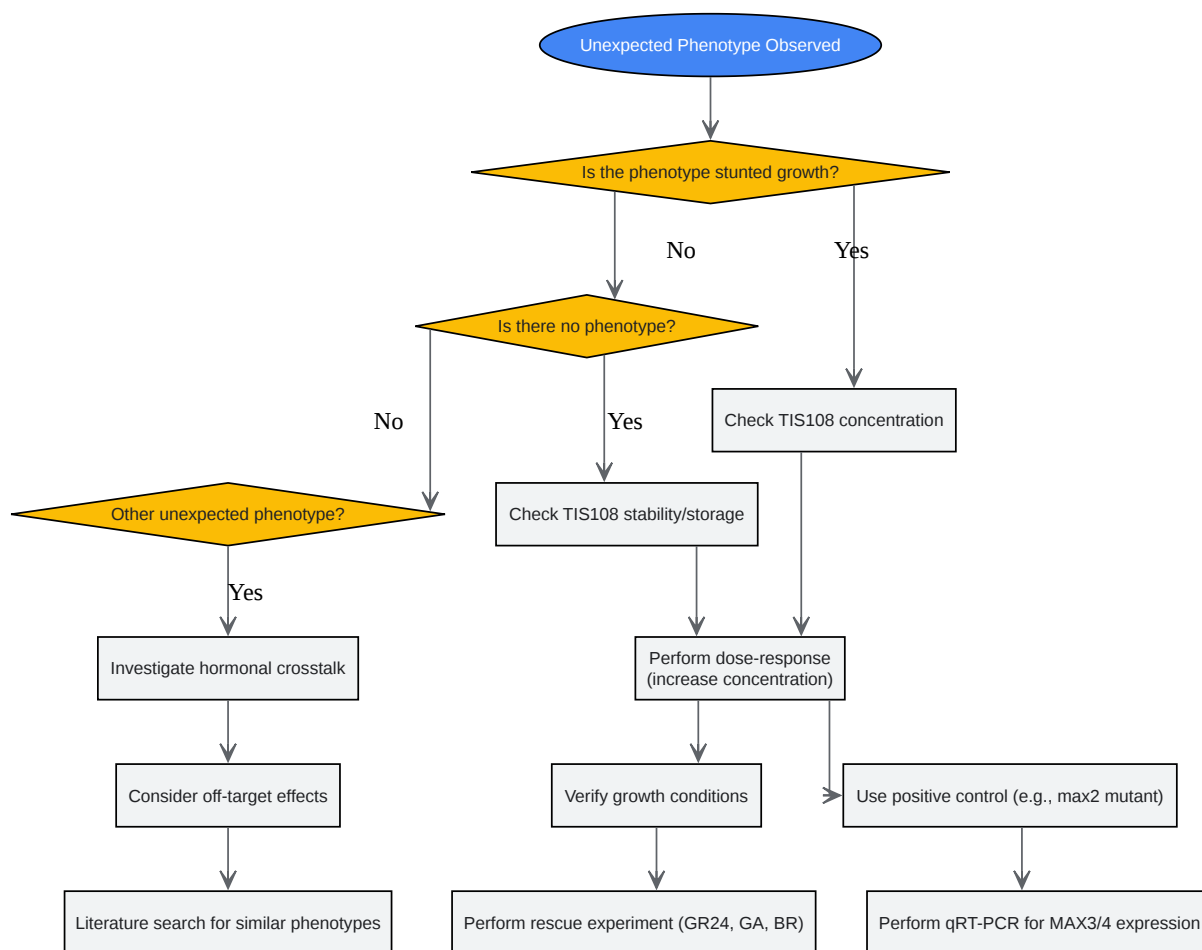 Unexpected Phenotype Observed
Is the phenotype stunted growth?
No
Yes
Is there no phenotype?
Check TIS108 concentration
No
Yes
Other unexpected phenotype?
Check TIS108 stability/storage
Yes
Investigate hormonal crosstalk
Perform dose-response
(increase concentration)
Consider off-target effects
Verify growth conditions
Use positive control (e.g., max2 mutant)
Literature search for similar phenotypes
Perform rescue experiment (GR24, GA, BR)
Perform qRT-PCR for MAX3/4 expression